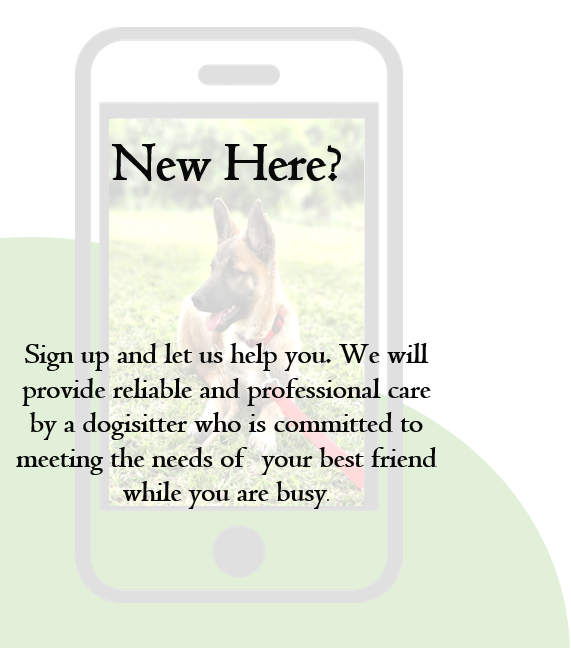 New Here?
Sign up and let us help you. We will
provide reliable and professional care
by a dogisitter who is committed to
meeting the needs of  your best friend
while you are busy.